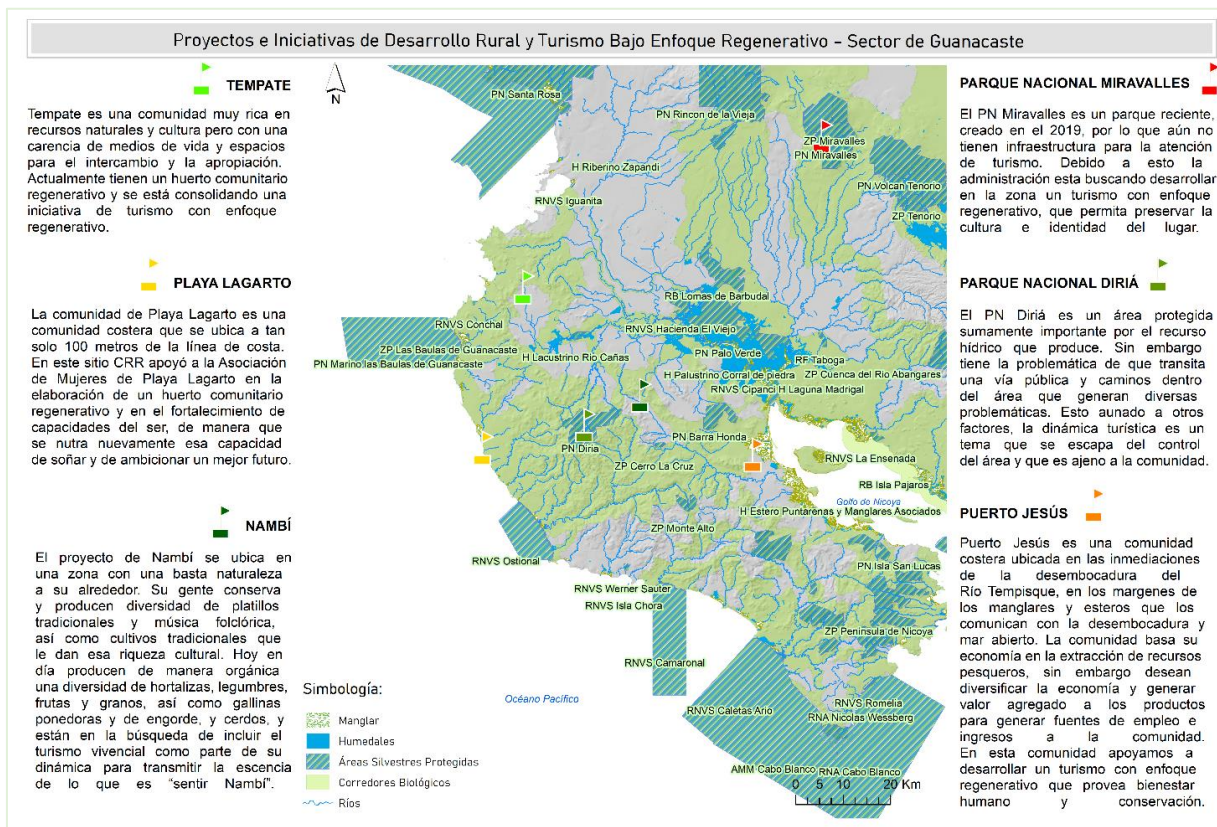 Proyectos e Iniciativas de Desarrollo Rural y Turismo Bajo Enfoque Regenerativo - Sector de Guanacaste
TEMPATE
Tempate es una comunidad muy rica en
recursos naturales y cultura pero con una
carencia de medios de vida y espacios
para el intercambio y la apropiación.
Actualmente tienen un huerto comunitario
regenerativo y se está consolidando una
iniciativa de turismo con enfoque
regenerativo.
PLAYA LAGARTO
La comunidad de Playa Lagarto es una
comunidad costera que se ubica a tan
solo 100 metros de la línea de costa.
En este sitio CRR apoyó a la Asociación
de Mujeres de Playa Lagarto en la
elaboración de un huerto comunitario
regenerativo y en el fortalecimiento de
capacidades del ser, de manera que
se nutra nuevamente esa capacidad
de soñar y de ambicionar un mejor futuro.
NAMBÍ
El proyecto de Nambí se ubica en
una zona con una basta naturaleza
a su alrededor. Su gente conserva
y producen diversidad de platillos
tradicionales y música folclórica,
así como cultivos tradicionales que
le dan esa riqueza cultural. Hoy en
día producen de manera orgánica
una diversidad de hortalizas, legumbres,
frutas y granos, así como gallinas
ponedoras y de engorde, y cerdos, y
están en la búsqueda de incluir el
turismo vivencial como parte de su
dinámica para transmitir la escencia
de lo que es "sentir Nambí".
N
PN Santa Rosa
PN Rincon de la Vieja
ZP Miravalles
PN Miravalles
H Riberino Zapandi
PN Volcan Tenorio
RNVS Iguanita
ZP Tenorio
RB Lomas de Barbudal
RNVS Conchal
RNVS Hacienda El Viejo
ZP Las Baulas de Guanacaste
PN Marino las Baulas de Guanacaste
H Lacustrino Rio Cañas
PN Palo Verde
RF Taboga
H Palustrino Corral de piedra
ZP Cuenca del Rio Abangares
RNVS Cipanci
H Laguna Madrigal
PN Diria
PN Barra Honda
ZP Cerro La Cruz
RNVS La Ensenada
RB Isla Pajaros
Golfo de Nicoya
H Estero Puntarenas y Manglares Asociados
ZP Monte Alto
RNVS Ostional
PN Isla San Lucas
RNVS Werner Sauter
RNVS Isla Chora
ZP Peninsula de Nicoya
RNVS Camaronal
Océano Pacífico
RNVS Romelia
RNVS Caletas Ario
RNA Nicolas Wessberg
AMM Cabo Blanco
RNA Cabo Blanco
0 5 10 20 Km
Simbología:
Manglar
Humedales
Áreas Silvestres Protegidas
Corredores Biológicos
Ríos
PARQUE NACIONAL MIRAVALLES
El PN Miravalles es un parque reciente,
creado en el 2019, por lo que aún no
tienen infraestructura para la atención
de turismo. Debido a esto la
administración esta buscando desarrollar
en la zona un turismo con enfoque
regenerativo, que permita preservar la
cultura e identidad del lugar.
PARQUE NACIONAL DIRIÁ
El PN Diriá es un área protegida
sumamente importante por el recurso
hídrico que produce. Sin embargo
tiene la problemática de que transita
una vía pública y caminos dentro
del área que generan diversas
problemáticas. Esto aunado a otros
factores, la dinámica turística es un
tema que se escapa del control
del área y que es ajeno a la comunidad.
PUERTO JESÚS
Puerto Jesús es una comunidad
costera ubicada en las inmediaciones
de la desembocadura del
Río Tempisque, en los margenes de
los manglares y esteros que los
comunican con la desembocadura y
mar abierto. La comunidad basa su
economía en la extracción de recursos
pesqueros, sin embargo desean
diversificar la economía y generar
valor agregado a los productos
para generar fuentes de empleo e
ingresos a la comunidad.
En esta comunidad apoyamos a
desarrollar un turismo con enfoque
regenerativo que provea bienestar
humano y conservación.